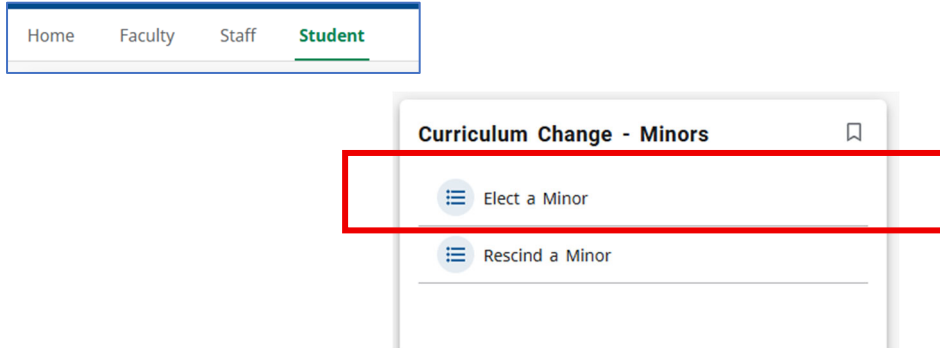 Home Faculty Staff Student
Curriculum Change - Minors
Elect a Minor
Rescind a Minor